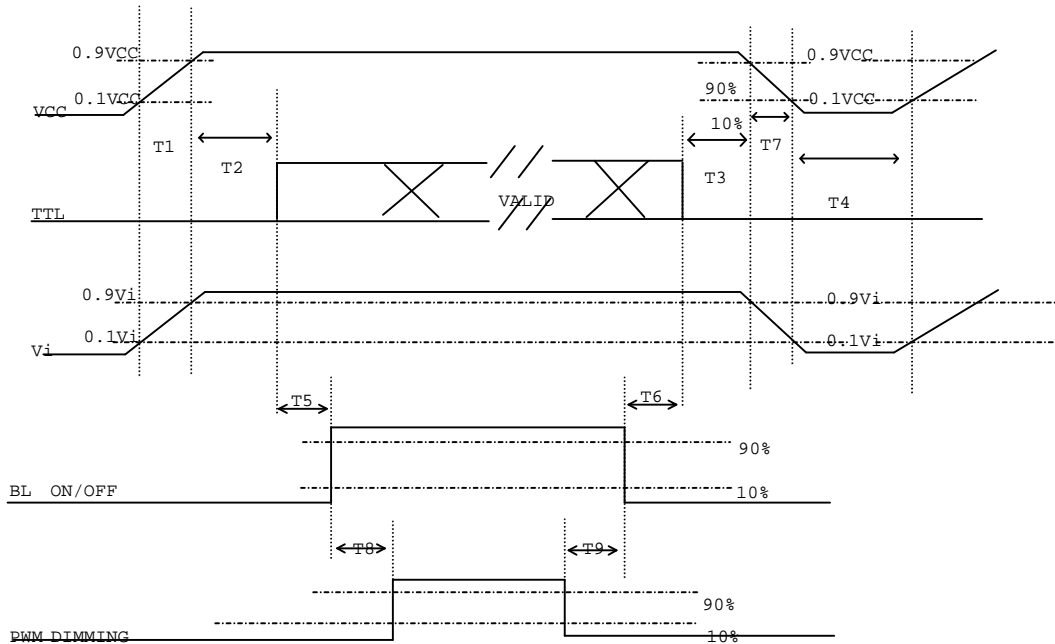 0.9VCC
0.9VCC
90%
0.1VCC
0.1VCC
VCC
10%
T1
T7
T2
T3
VALID
T4
TTL
0.9Vi
0.9Vi
0.1Vi
0.1Vi
Vi
T5
T6
90%
BL ON/OFF
10%
T8
T9
90%
PWM DIMMING
10%